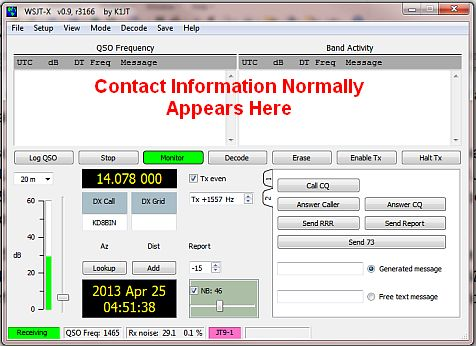 WSJT-X v0.9, r3166 by K1JT
File Setup View Mode Decode Save Help
QSO Frequency Band Activity
UTC dB DT Freq Message UTC dB DT Freq Message
Contact Information Normally
Appears Here
Log QSO Stop Monitor Decode Erase Enable Tx Halt Tx
20 m 14.078 000 Tx even 1 Call CQ
DX Call DX Grid Tx +1557 Hz 2 Answer Caller Answer CQ
60
KD8BIN Send RRR Send Report
Az Dist Report Send 73
40
dB
Lookup Add -15 Generated message
20
2013 Apr 25 NB: 46
04:51:38 Free text message
0
Receiving QSO Freq: 1465 Rx noise: 29.1 0.1 % JT9-1